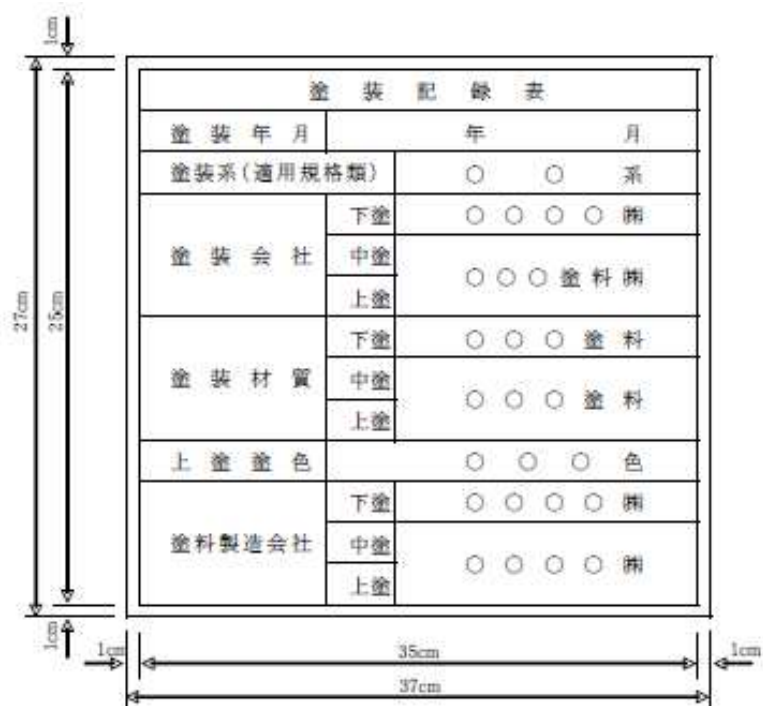 1cm
塗装記録表
塗装年月 年 月
塗装系(適用規格類) ○ ○ 系
塗装会社 下塗 ○○○○㈱
中塗 ○○○塗料㈱
上塗
塗装材質 下塗 ○○○塗料
中塗 ○○○塗料
上塗
上塗塗色 ○ ○ ○ 色
塗料製造会社 下塗 ○○○○㈱
中塗 ○○○○㈱
上塗
27cm
25cm
1cm
1cm
35cm
1cm
37cm